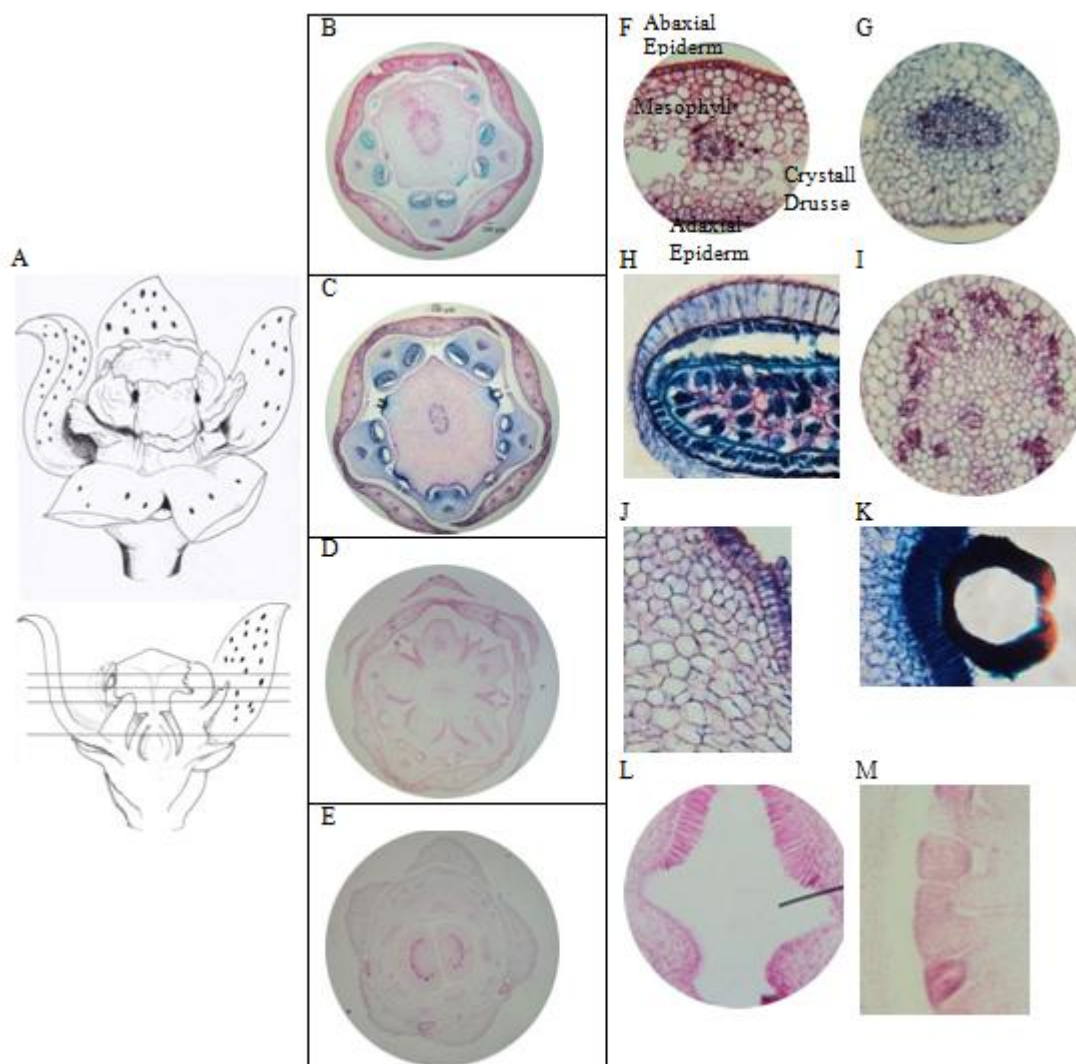 A
B
C
D
E
F
Abaxial
Epiderm
Mesophyll
Crystall
Drusse
Adaxial
Epiderm
G
H
I
J
K
L
M